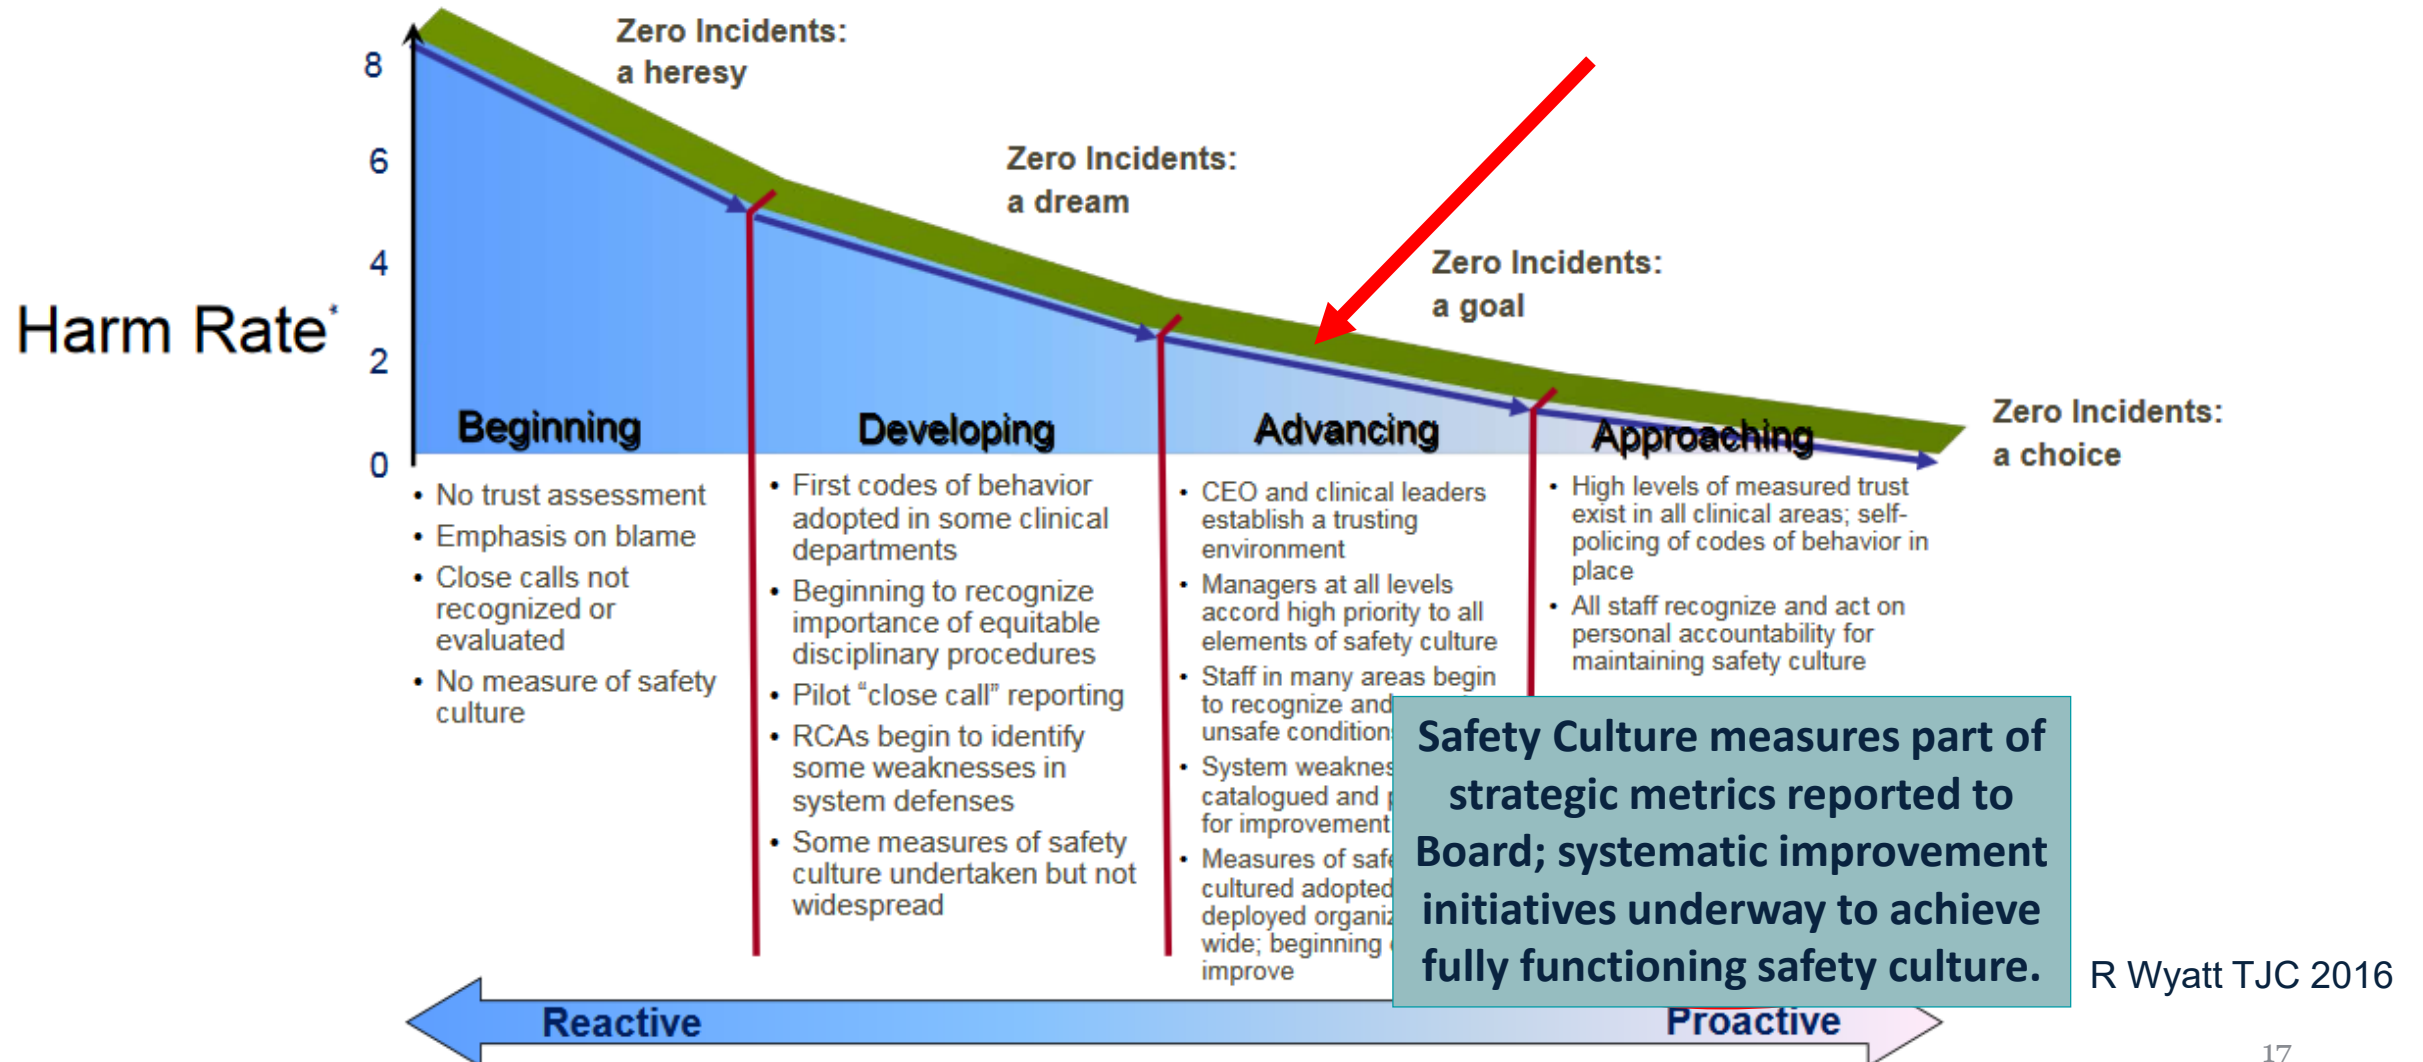 Zero Incidents:
a heresy
Zero Incidents:
a dream
Zero Incidents:
a goal
Zero Incidents:
a choice
Harm Rate*
8
6
4
2
0
Beginning
• No trust assessment
• Emphasis on blame
• Close calls not
recognized or
evaluated
• No measure of safety
culture
Developing
• First codes of behavior
adopted in some clinical
departments
• Beginning to recognize
importance of equitable
disciplinary procedures
• Pilot “close call” reporting
• RCAs begin to identify
some weaknesses in
system defenses
• Some measures of safety
culture undertaken but not
widespread
Advancing
• CEO and clinical leaders
establish a trusting
environment
• Managers at all levels
accord high priority to all
elements of safety culture
• Staff in many areas begin
to recognize and
unsafe
• System
catalogued and
for improvement
• Measures of
cultured adopted
deployed
wide; beginning
improve
Approaching
• High levels of measured trust
exist in all clinical areas; self-
policing of codes of behavior in
place
• All staff recognize and act on
personal accountability for
maintaining safety culture
Safety Culture measures part of
strategic metrics reported to
Board; systematic improvement
initiatives underway to achieve
fully functioning safety culture.
R Wyatt TJC 2016
Reactive
Proactive
17